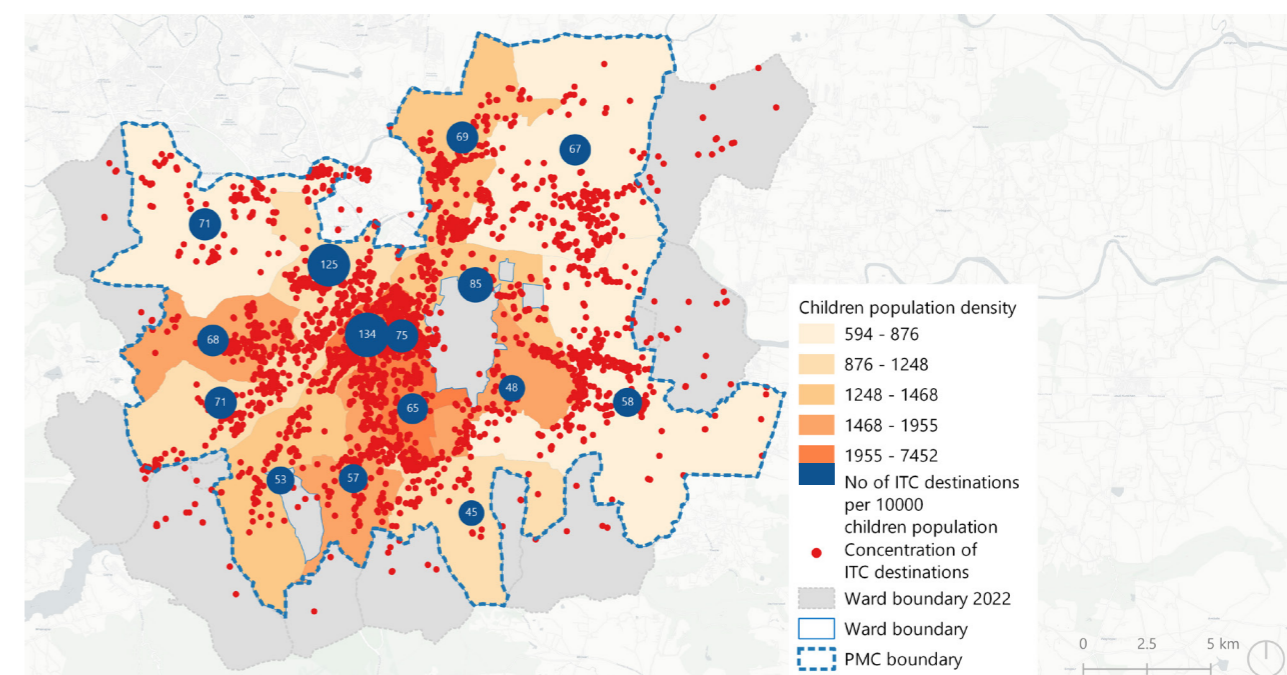 69
67
71
125
85
134
75
68
48
71
65
58
53
57
45
Children population density
594 - 876
876 - 1248
1248 - 1468
1468 - 1955
1955 - 7452
No of ITC destinations
per 10000
children population
Concentration of
ITC destinations
Ward boundary 2022
Ward boundary
PMC boundary
0 2.5 5 km